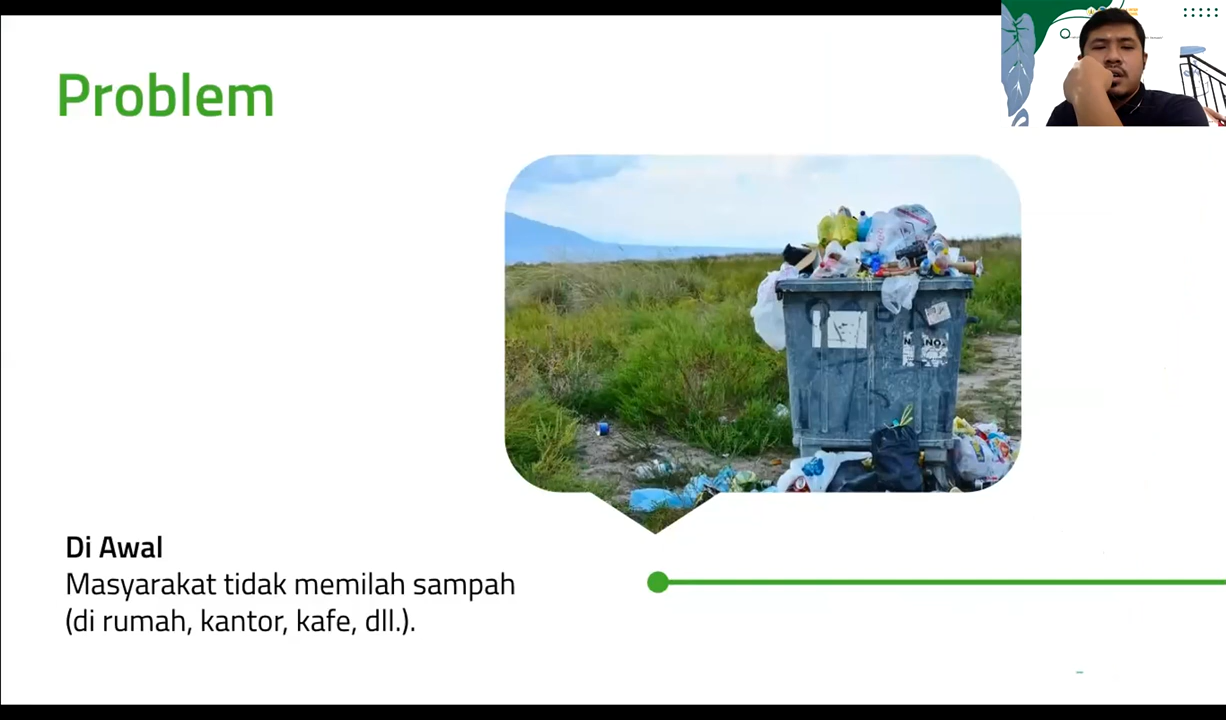 Problem
Di Awal
Masyarakat tidak memilah sampah
(di rumah, kantor, kafe, dll.).